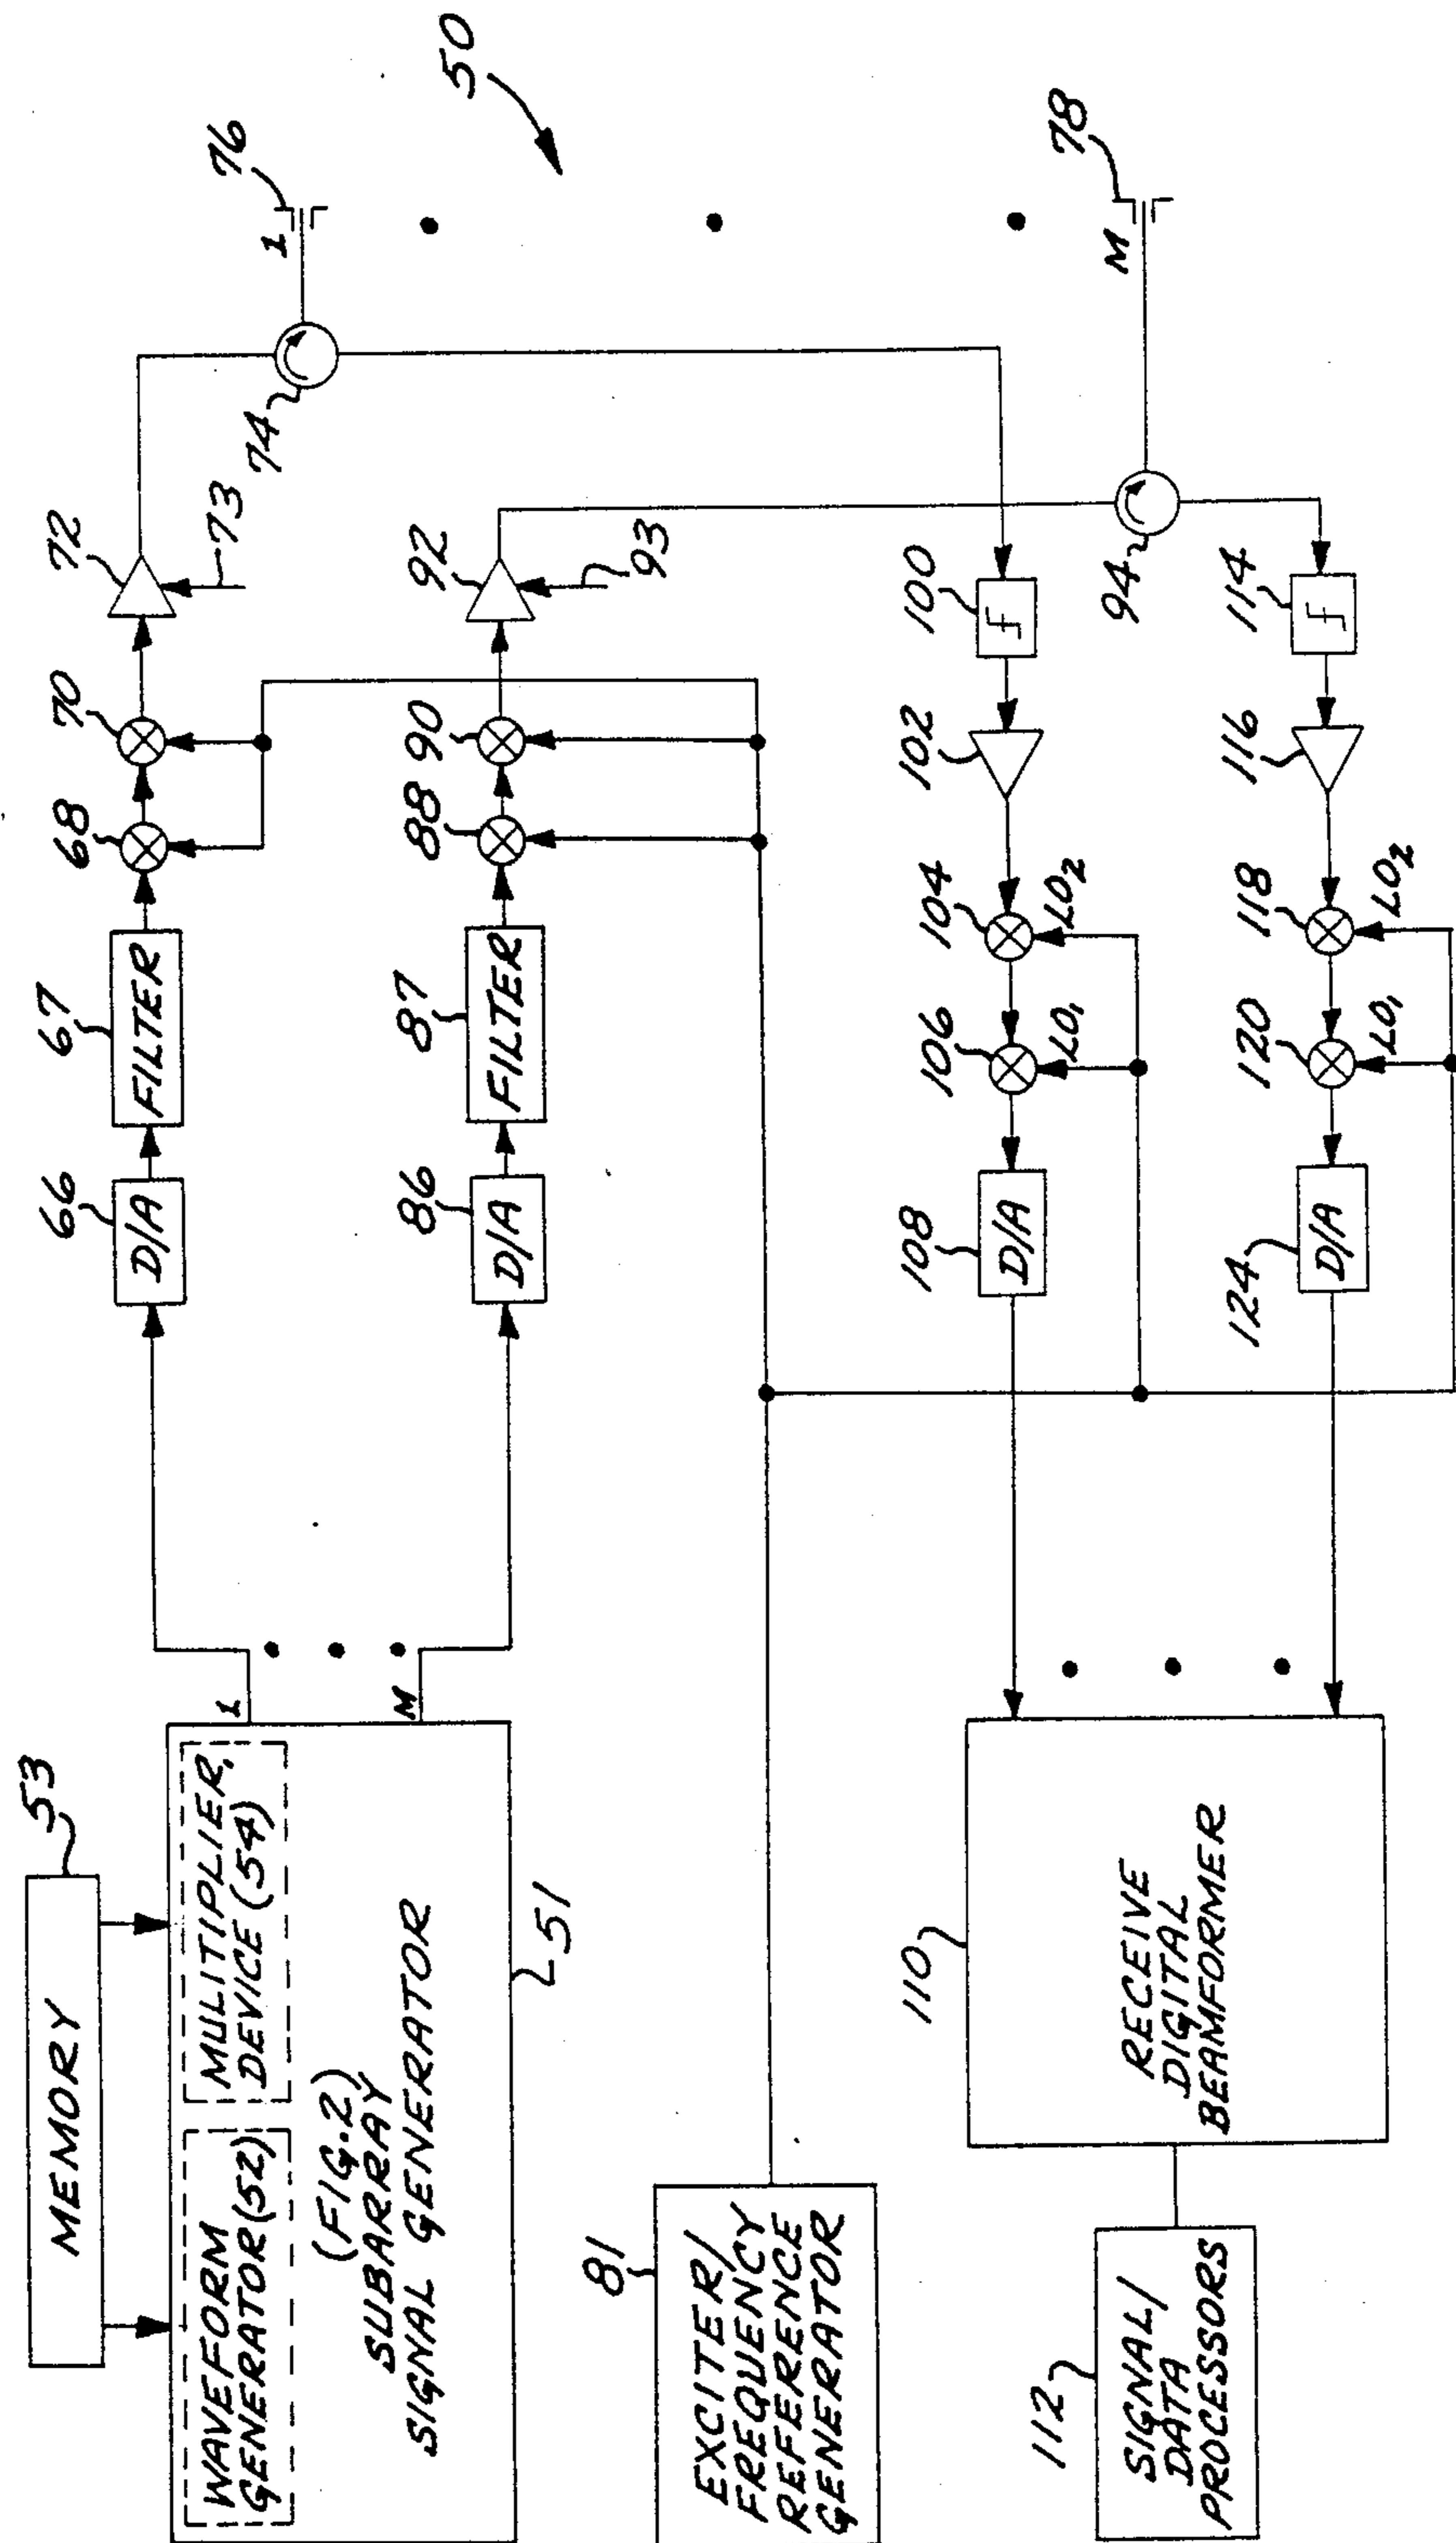 50
MEMORY
53
WAVEFORM
GENERATOR(52)
MULITIPLIER,
DEVICE (54)
(FIG.2)
SUBARRAY
SIGNAL GENERATOR
51
1
M
66
D/A
67
FILTER
68
70
72
73
74
1
76
86
D/A
87
FILTER
88
90
92
93
94
M
78
81
EXCITER/
FREQUENCY
REFERENCE
GENERATOR
100
102
104
LO2
106
LO1
108
D/A
114
116
118
LO2
120
LO1
124
D/A
110
RECEIVE
DIGITAL
BEAMFORMER
112
SIGNAL/
DATA
PROCESSORS